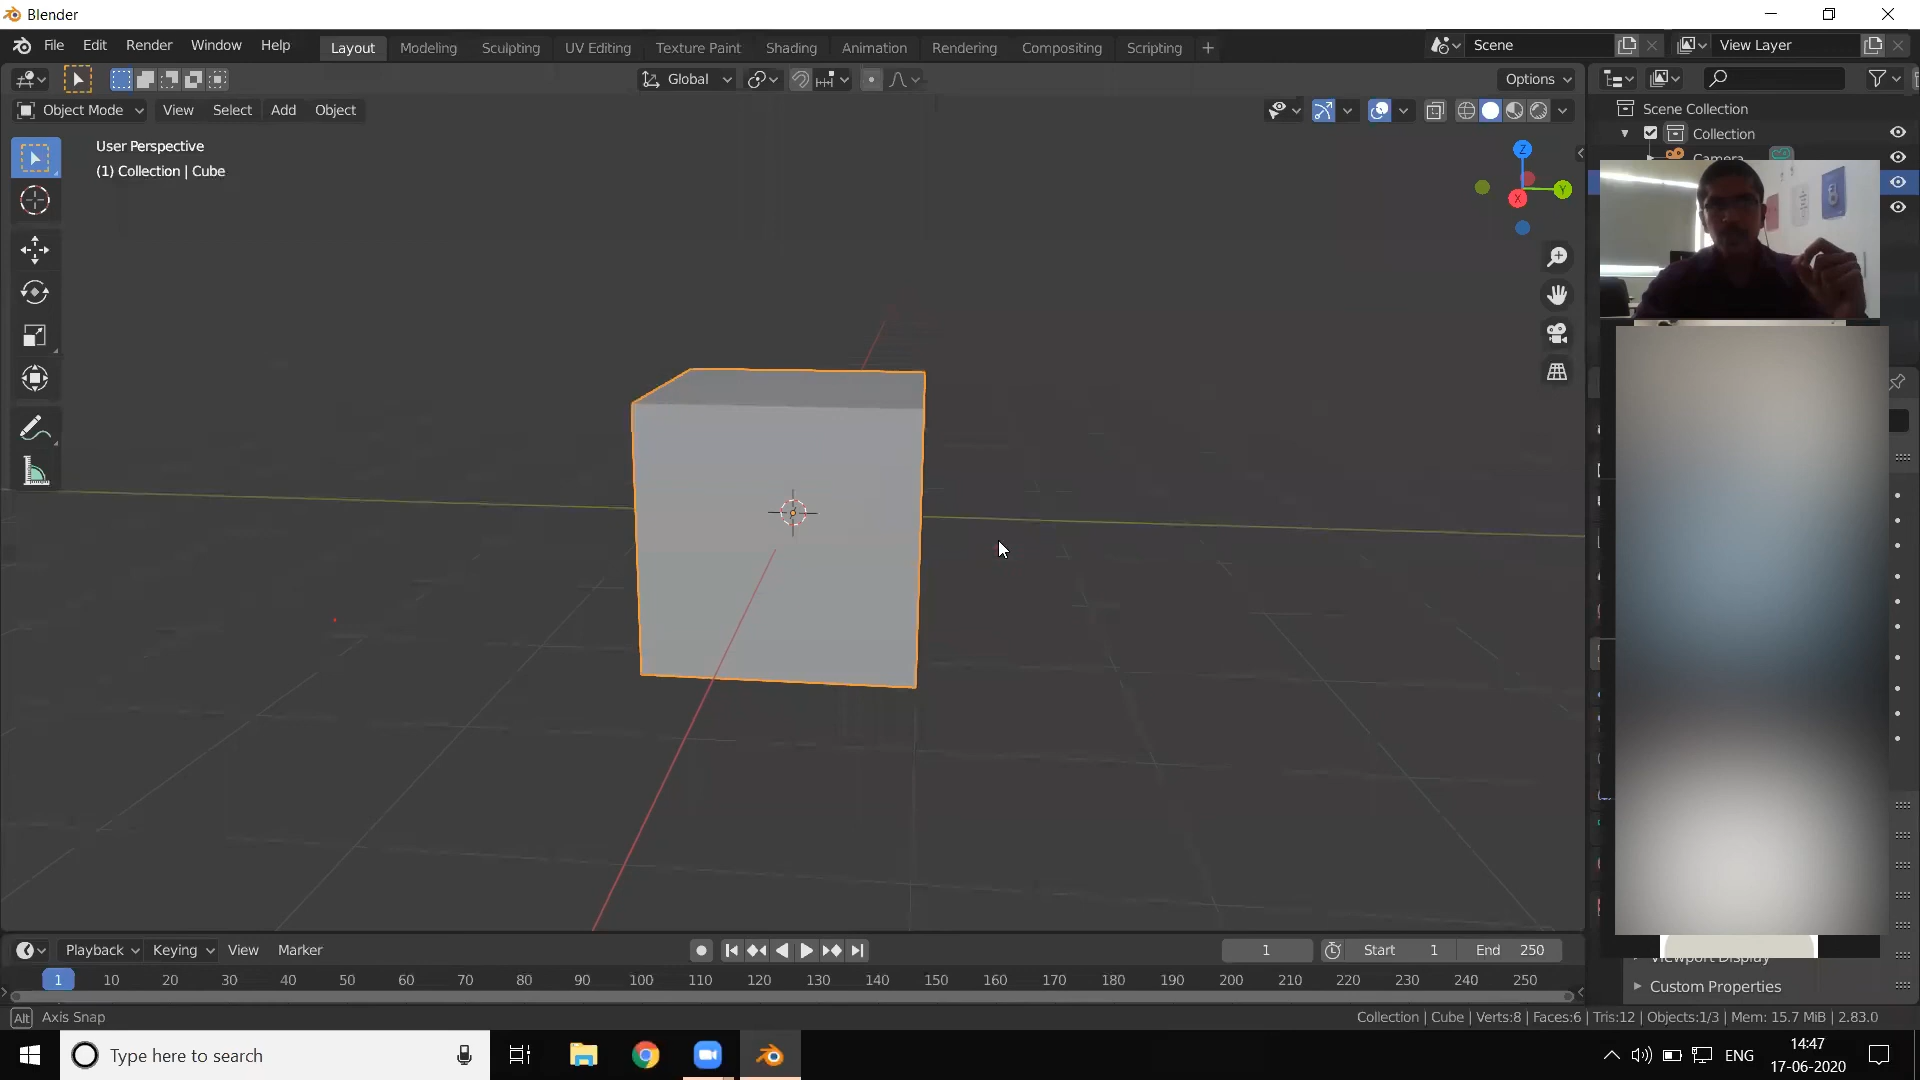 Blender
File Edit Render Window Help
Layout Modeling Sculpting UV Editing Texture Paint Shading Animation Rendering Compositing Scripting +
Scene
View Layer
Global
Options
Object Mode View Select Add Object
Scene Collection
Collection
Camera
User Perspective
(1) Collection | Cube
Z
Y
X
Playback Keying View Marker
1
Start 1
End 250
1 10 20 30 40 50 60 70 80 90 100 110 120 130 140 150 160 170 180 190 200 210 220 230 240 250
Viewport Display
Custom Properties
Alt Axis Snap
Collection | Cube | Verts:8 | Faces:6 | Tris:12 | Objects:1/3 | Mem: 15.7 MiB | 2.83.0
Type here to search
ENG
14:47
17-06-2020